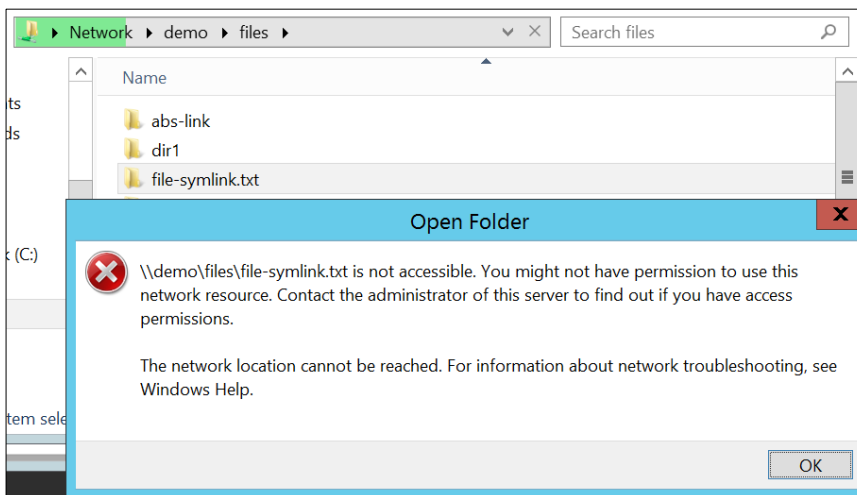 Network demo files
Search files
Name
ts
ds
abs-link
dir1
file-symlink.txt
Open Folder
(C:)
\\demo\files\file-symlink.txt is not accessible. You might not have permission to use this
network resource. Contact the administrator of this server to find out if you have access
permissions.
The network location cannot be reached. For information about network troubleshooting, see
Windows Help.
tem sele
OK